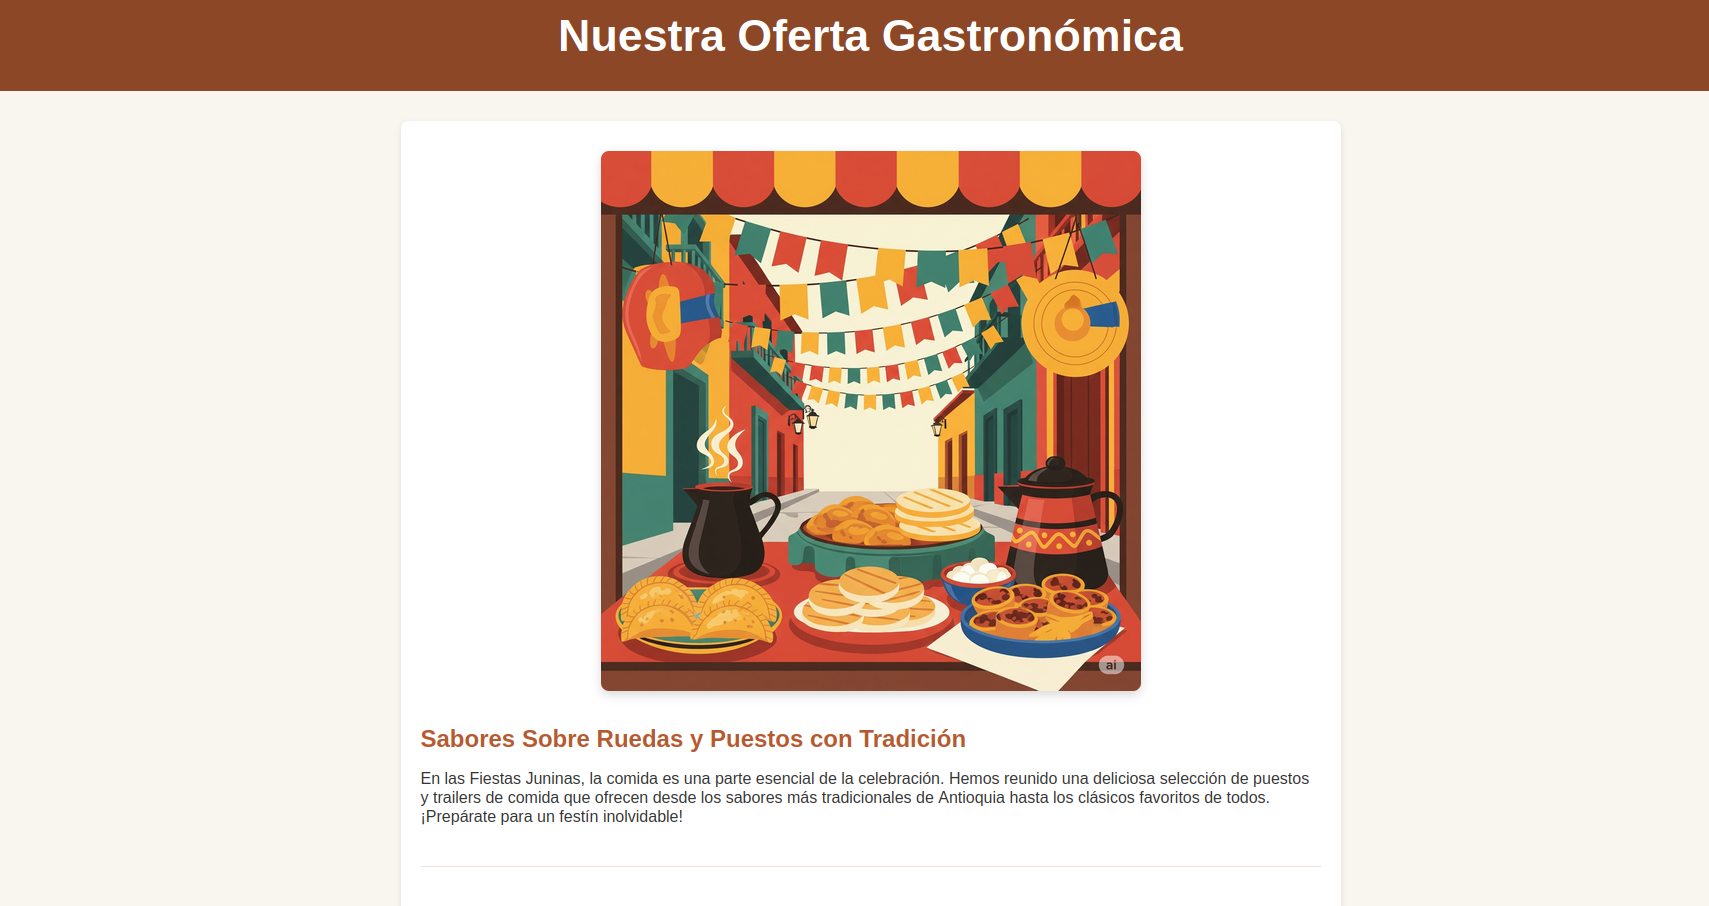 Nuestra Oferta Gastronómica
ai
Sabores Sobre Ruedas y Puestos con Tradición
En las Fiestas Juninas, la comida es una parte esencial de la celebración. Hemos reunido una deliciosa selección de puestos
y trailers de comida que ofrecen desde los sabores más tradicionales de Antioquia hasta los clásicos favoritos de todos.
¡Prepárate para un festín inolvidable!